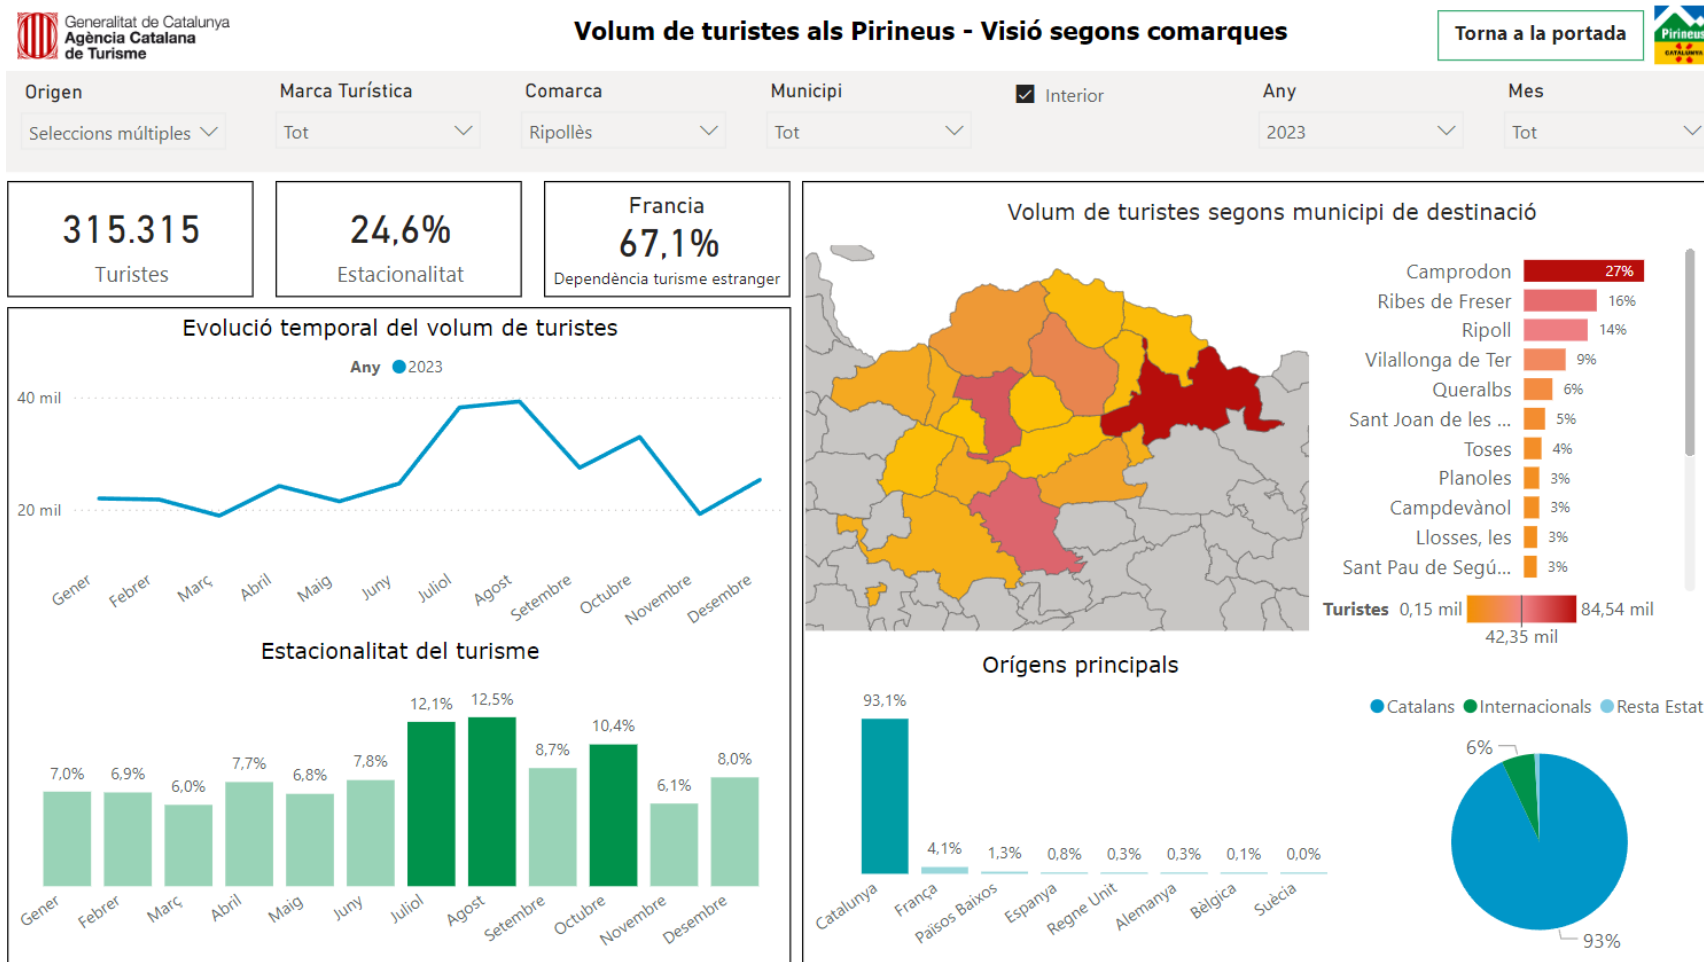 Generalitat de Catalunya
Agència Catalana
de Turisme
Volum de turistes als Pirineus - Visió segons comarques
Torna a la portada
Pirineus
CATALUNYA
Origen
Marca Turística
Comarca
Municipi
Interior
Any
Mes
Seleccions múltiples
Tot
Ripollès
Tot
2023
Tot
315.315
Turistes
24,6%
Estacionalitat
Francia
67,1%
Dependència turisme estranger
Evolució temporal del volum de turistes
Any 2023
40 mil
20 mil
Gener
Febrer
Març
Abril
Maig
Juny
Juliol
Agost
Setembre
Octubre
Novembre
Desembre
Estacionalitat del turisme
7,0%
6,9%
6,0%
7,7%
6,8%
7,8%
12,1%
12,5%
8,7%
10,4%
6,1%
8,0%
Gener
Febrer
Març
Abril
Maig
Juny
Juliol
Agost
Setembre
Octubre
Novembre
Desembre
Volum de turistes segons municipi de destinació
Camprodon 27%
Ribes de Freser 16%
Ripoll 14%
Vilallonga de Ter 9%
Queralbs 6%
Sant Joan de les ... 5%
Toses 4%
Planoles 3%
Campdevànol 3%
Llosses, les 3%
Sant Pau de Segú... 3%
Turistes 0,15 mil 84,54 mil
42,35 mil
Orígens principals
93,1%
4,1%
1,3%
0,8%
0,3%
0,3%
0,1%
0,0%
Catalunya
França
Països Baixos
Espanya
Regne Unit
Alemanya
Bèlgica
Suècia
Catalans Internacionals Resta Estat
6%
93%